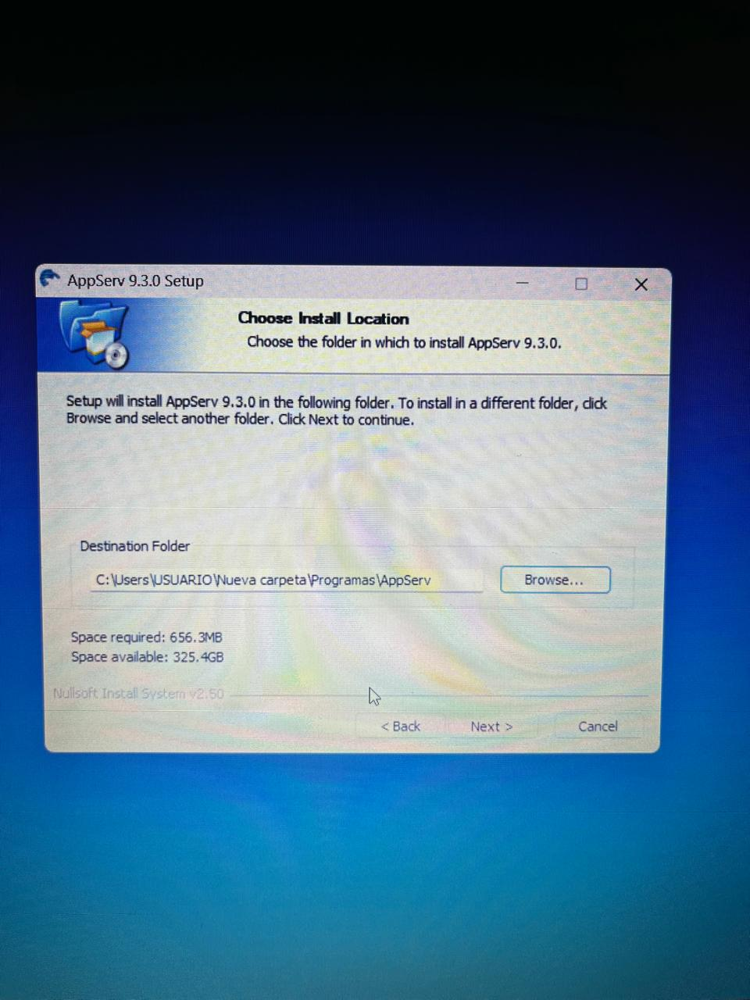 AppServ 9.3.0 Setup
Choose Install Location
Choose the folder in which to install AppServ 9.3.0.
Setup will install AppServ 9.3.0 in the following folder. To install in a different folder, click
Browse and select another folder. Click Next to continue.
Destination Folder
C:\Users\USUARIO\Nueva carpeta\Programas\AppServ
Browse...
Space required: 656.3MB
Space available: 325.4GB
Nullsoft Install System v2.50
< Back
Next >
Cancel